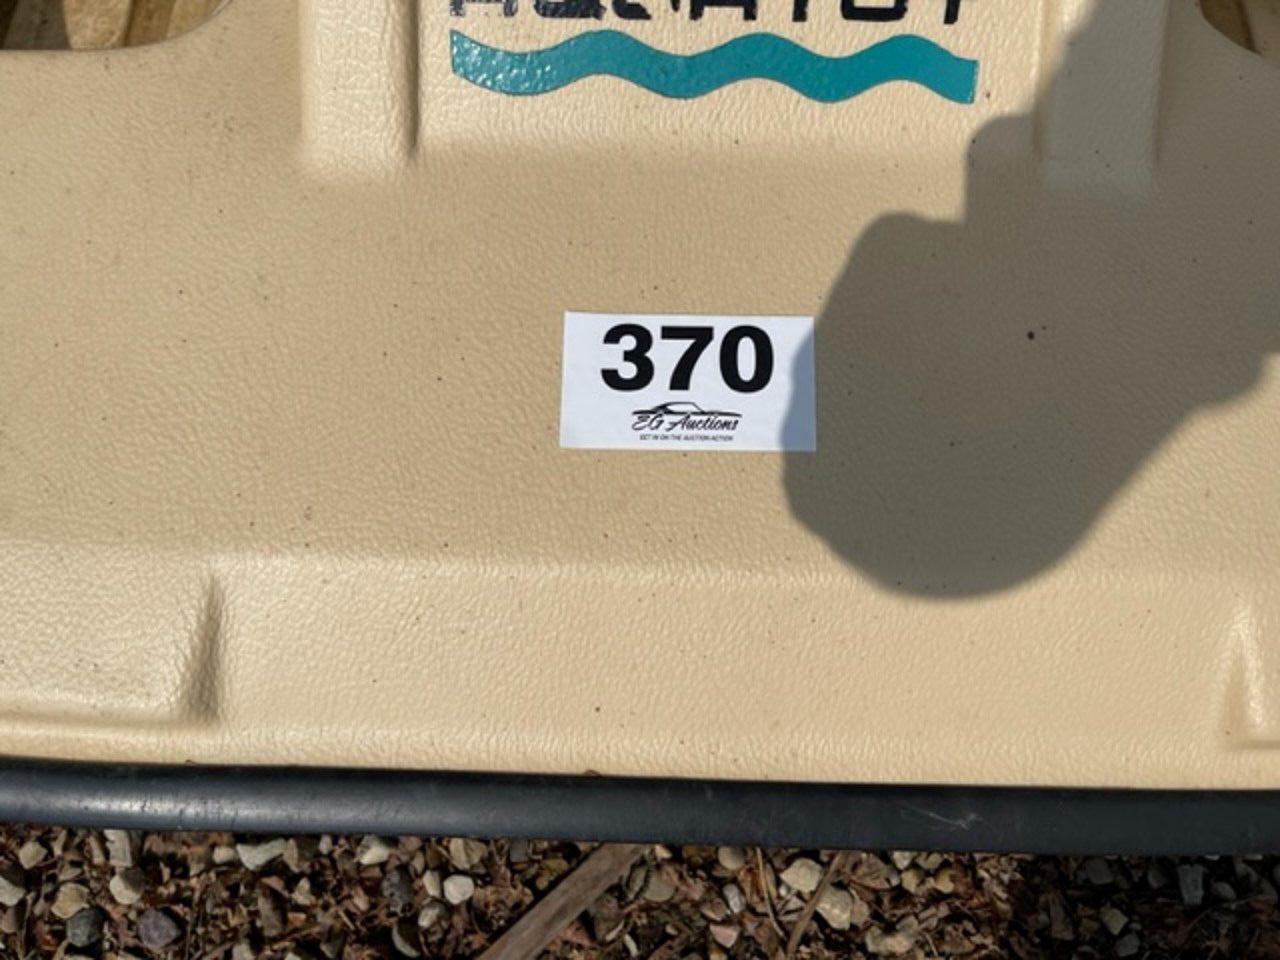 370
EG Auctions
GET IN ON THE AUCTION ACTION